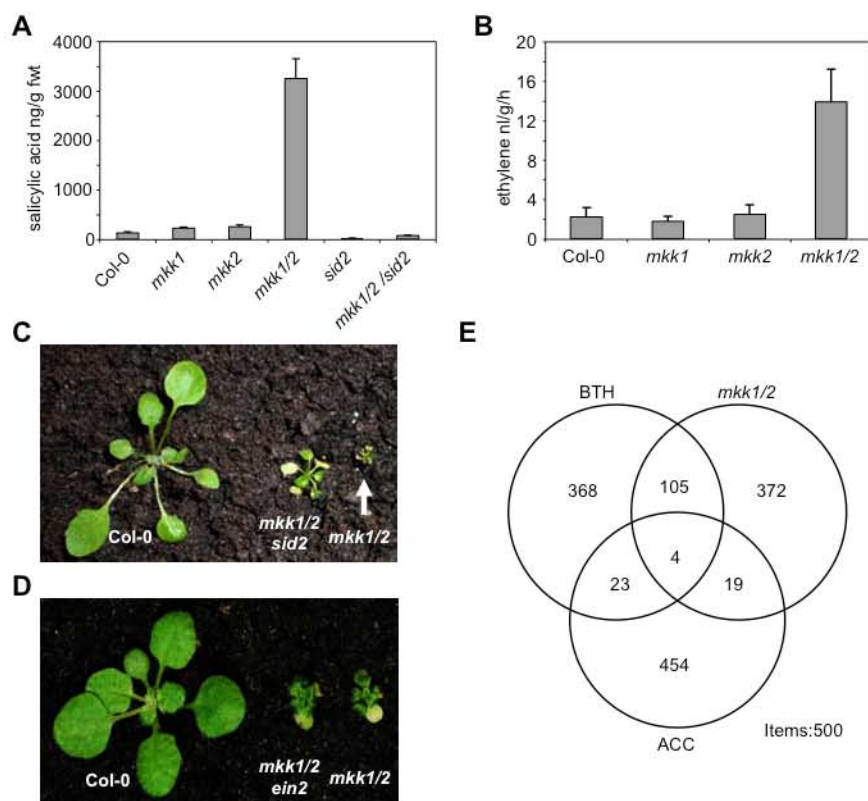 A
salicylic acid ng/g fwt
4000
3000
2000
1000
0
Col-0
mkk1
mkk2
mkk1/2
sid2
mkk1/2 /sid2
B
ethylene nl/g/h
20
16
12
8
4
0
Col-0
mkk1
mkk2
mkk1/2
C
Col-0
mkk1/2
sid2
mkk1/2
D
Col-0
mkk1/2
ein2
mkk1/2
E
BTH
mkk1/2
368
105
372
4
23
19
454
ACC
Items:500